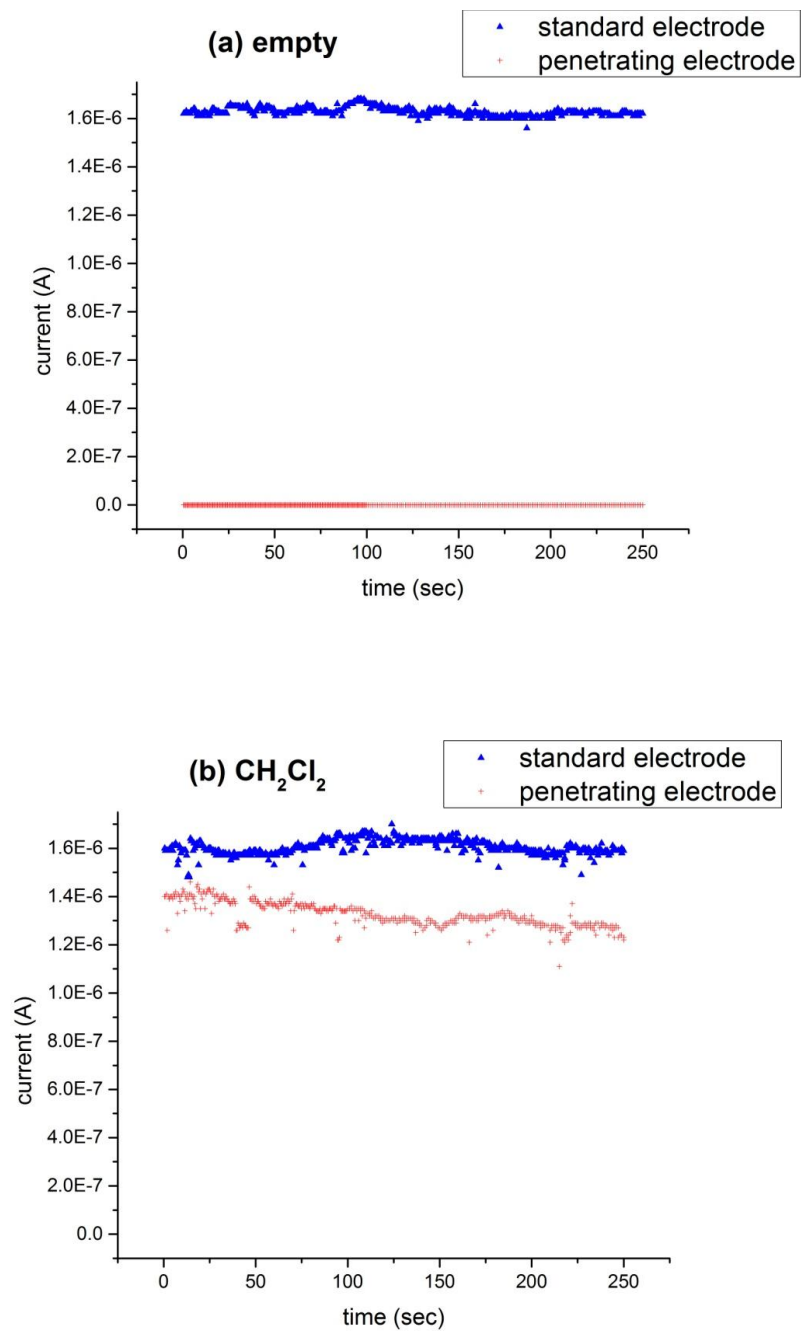 (a) empty
standard electrode
penetrating electrode
1.6E-6
1.4E-6
1.2E-6
1.0E-6
8.0E-7
6.0E-7
4.0E-7
2.0E-7
0.0
current (A)
0 50 100 150 200 250
time (sec)
(b) CH₂Cl₂
standard electrode
penetrating electrode
1.6E-6
1.4E-6
1.2E-6
1.0E-6
8.0E-7
6.0E-7
4.0E-7
2.0E-7
0.0
current (A)
0 50 100 150 200 250
time (sec)